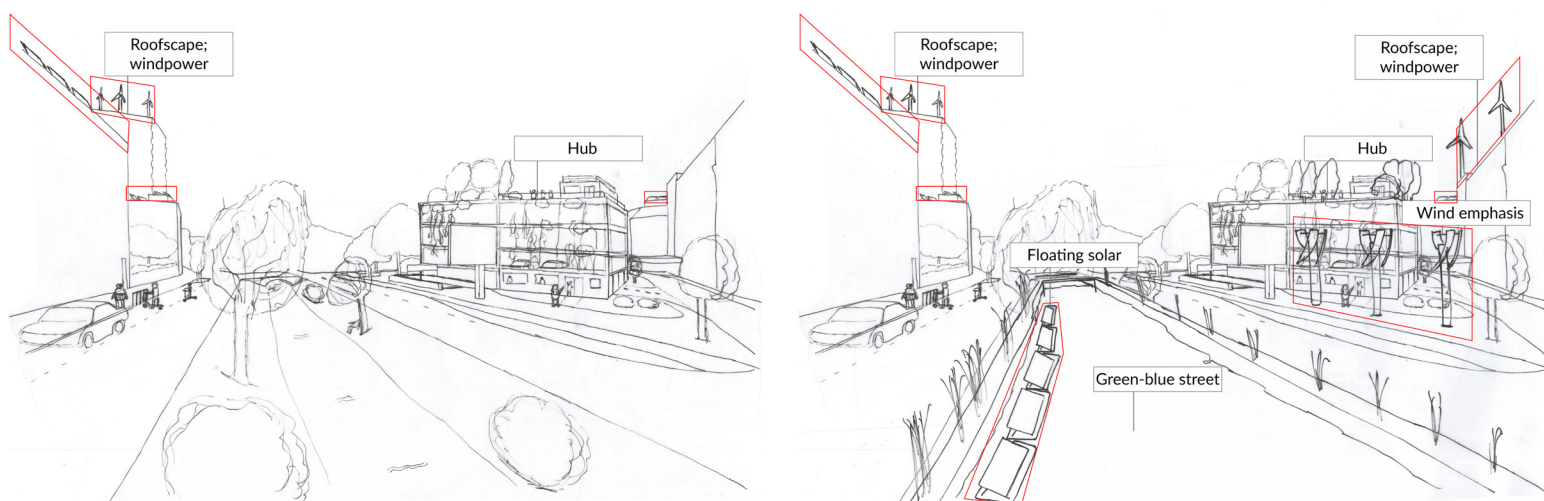 Roofscape;
windpower
Hub
Roofscape;
windpower
Roofscape;
windpower
Hub
Wind emphasis
Floating solar
Green-blue street